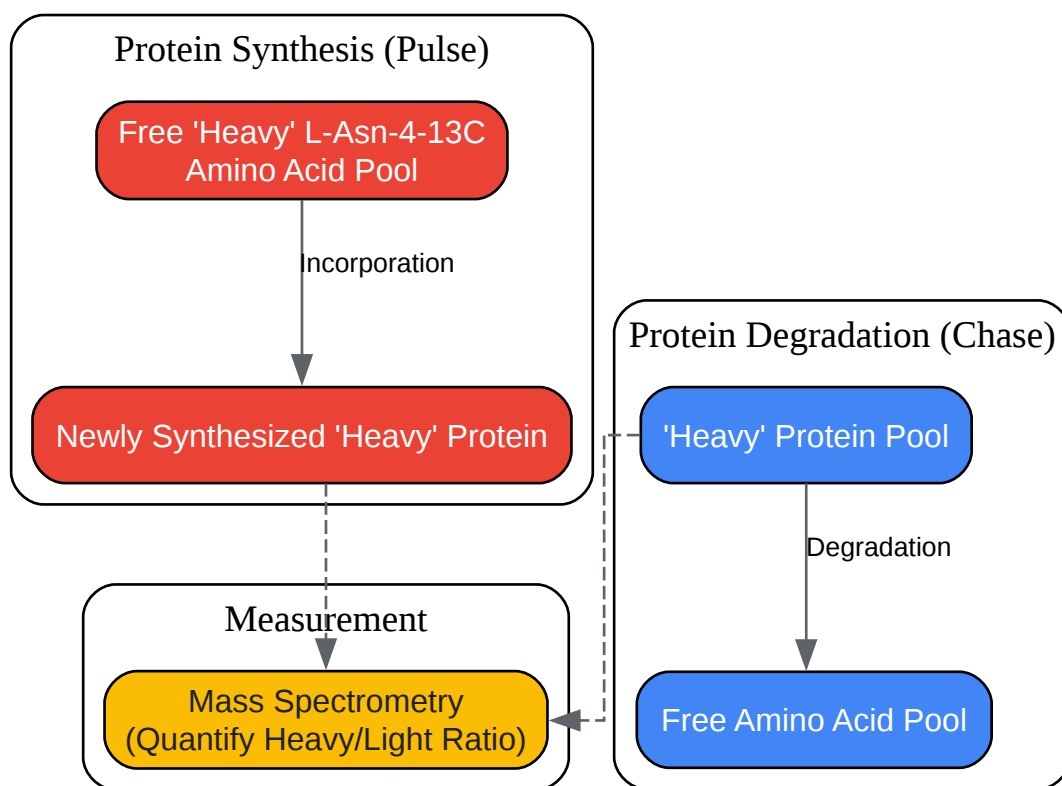 Protein Synthesis (Pulse)
Free 'Heavy' L-Asn-4-13C
Amino Acid Pool
Incorporation
Newly Synthesized 'Heavy' Protein
Protein Degradation (Chase)
'Heavy' Protein Pool
Degradation
Free Amino Acid Pool
Measurement
Mass Spectrometry
(Quantify Heavy/Light Ratio)